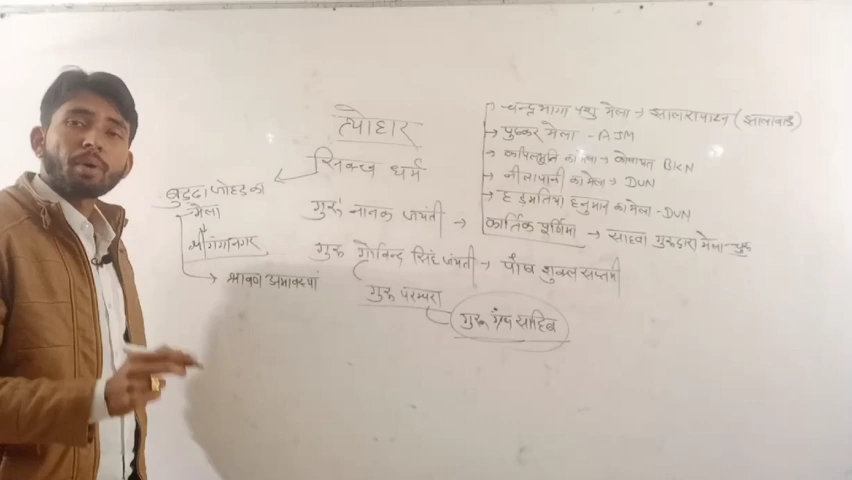 त्योहार
सिक्ख धर्म
बुड्ढा जोहड़ का
मेला
श्री गंगानगर
श्रावण अमावस्या
गुरु नानक जयंती →
कार्तिक पूर्णिमा
→ चन्द्रभागा पशु मेला → झालरापाटन (झालावाड़)
→ पुष्कर मेला - AJM
→ कपिलमुनि का मेला → कोलायत BKN
→ नीलापानी का मेला → DUN
→ हनुमान का मेला - DUN
→ साहवा गुरुद्वारा मेला - चुरू
गुरु गोविन्द सिंह जयंती → पौष शुक्ल सप्तमी
गुरु परम्परा
गुरु ग्रंथ साहिब